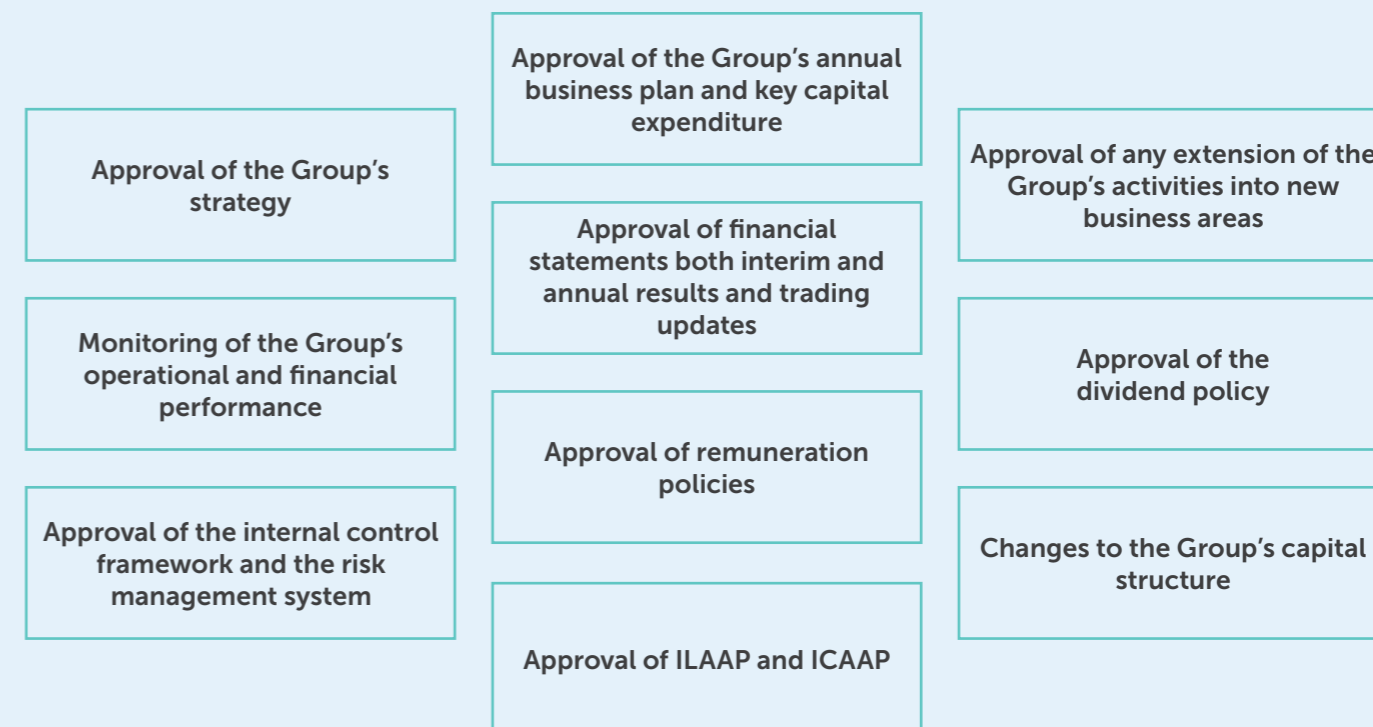 Approval of the Group’s
strategy
Monitoring of the Group’s
operational and financial
performance
Approval of the internal control
framework and the risk
management system
Approval of the Group’s annual
business plan and key capital
expenditure
Approval of financial
statements both interim and
annual results and trading
updates
Approval of remuneration
policies
Approval of ILAAP and ICAAP
Approval of any extension of the
Group’s activities into new
business areas
Approval of the
dividend policy
Changes to the Group’s capital
structure